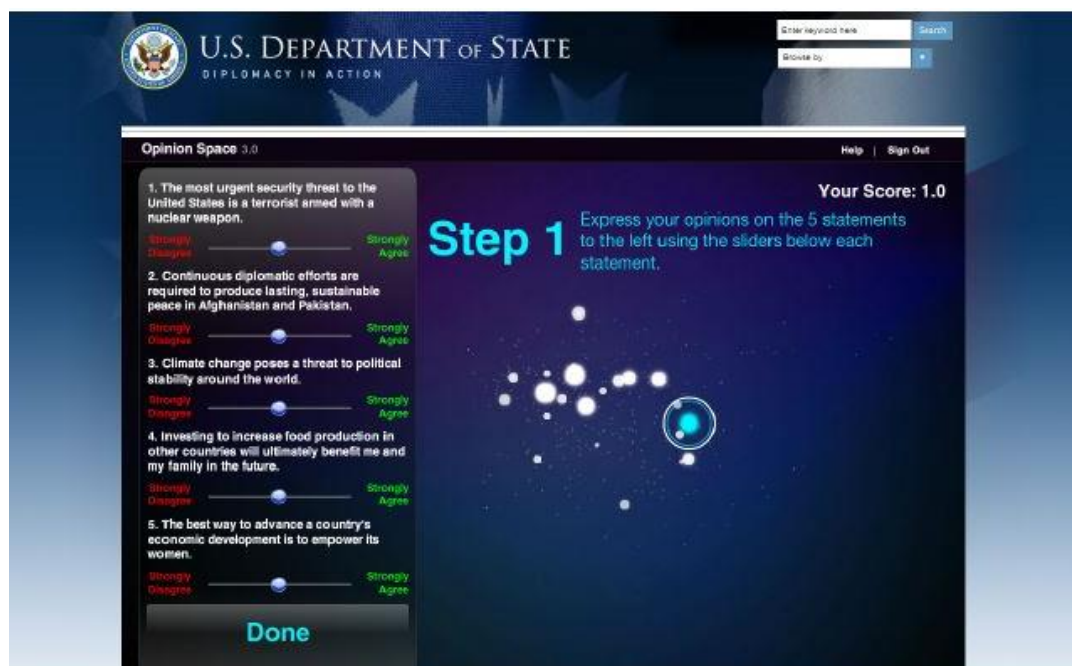 U.S. DEPARTMENT OF STATE
DIPLOMACY IN ACTION
Enter keyword here
Search
Browse by
Opinion Space 3.0
Help | Sign Out
1. The most urgent security threat to the
United States is a terrorist armed with a
nuclear weapon.
Strongly Disagree
Strongly Agree
2. Continuous diplomatic efforts are
required to produce lasting, sustainable
peace in Afghanistan and Pakistan.
Strongly Disagree
Strongly Agree
3. Climate change poses a threat to political
stability around the world.
Strongly Disagree
Strongly Agree
4. Investing to increase food production in
other countries will ultimately benefit me and
my family in the future.
Strongly Disagree
Strongly Agree
5. The best way to advance a country's
economic development is to empower its
women.
Strongly Disagree
Strongly Agree
Done
Your Score: 1.0
Step 1
Express your opinions on the 5 statements
to the left using the sliders below each
statement.